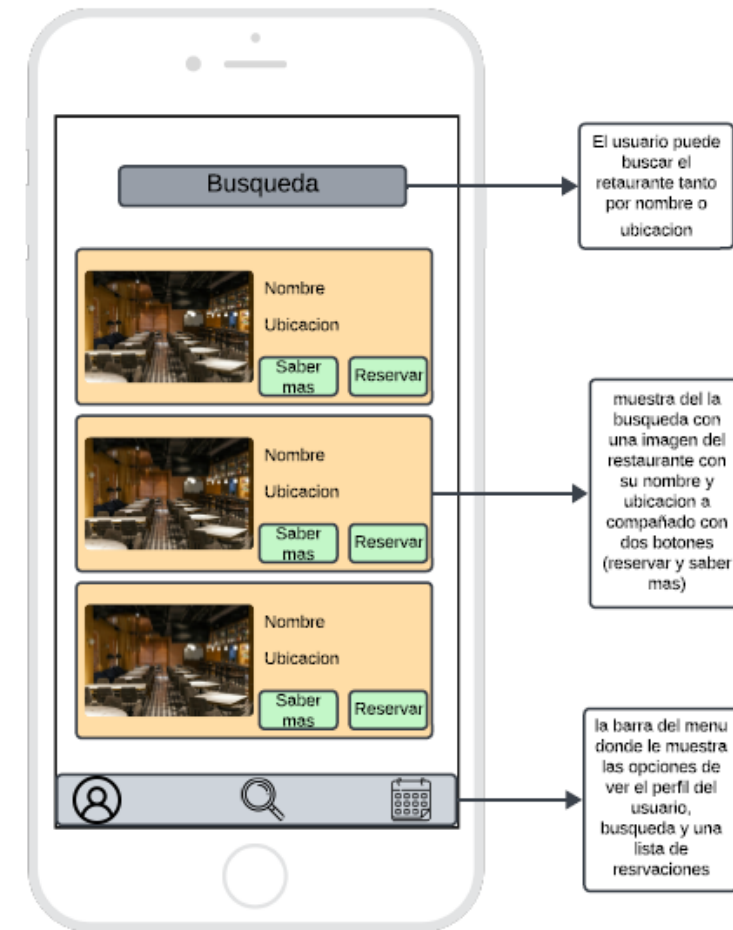 Busqueda
El usuario puede
buscar el
retaurante tanto
por nombre o
ubicacion
Nombre
Ubicacion
Saber
mas
Reservar
Nombre
Ubicacion
Saber
mas
Reservar
muestra del la
busqueda con
una imagen del
restaurante con
su nombre y
ubicacion a
compañado con
dos botones
(reservar y saber
mas)
Nombre
Ubicacion
Saber
mas
Reservar
la barra del menu
donde le muestra
las opciones de
ver el perfil del
usuario,
busqueda y una
lista de
resrvaciones